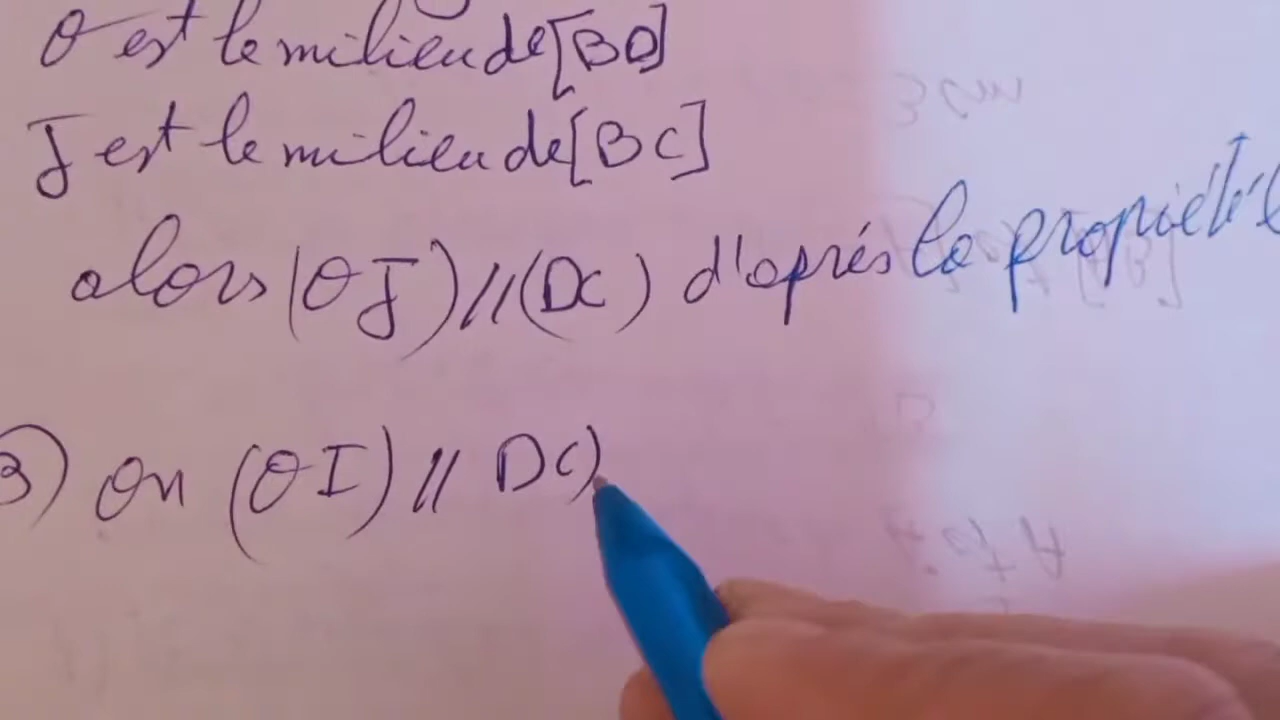 O est le milieu de [BD]
J est le milieu de [BC]
alors (OJ) // (DC) d'aprés la propriété
3) On (OI) // DC)